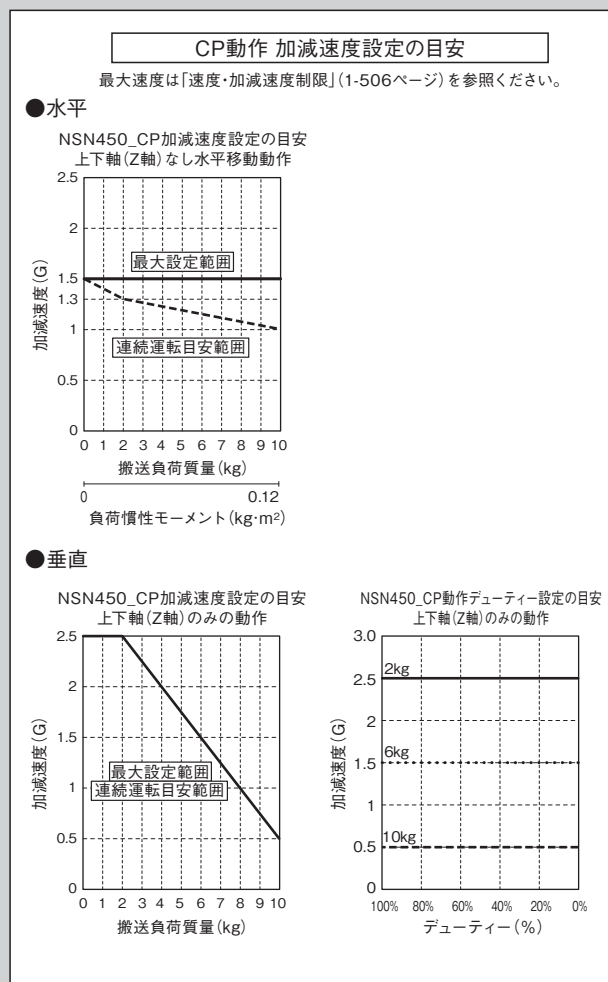 CP動作 加減速度設定の目安
最大速度は「速度・加減速度制限」(1-506ページ)を参照ください。
●水平
NSN450_CP加減速度設定の目安
上下軸(Z軸)なし水平移動動作
2.5
2
1.5
1.3
1
0.5
0
加減速度(G)
最大設定範囲
連続運転目安範囲
0 1 2 3 4 5 6 7 8 9 10
搬送負荷質量(kg)
0 0.12
負荷慣性モーメント(kg·m²)
●垂直
NSN450_CP加減速度設定の目安
上下軸(Z軸)のみの動作
2.5
2
1.5
1
0.5
0
加減速度(G)
最大設定範囲
連続運転目安範囲
0 1 2 3 4 5 6 7 8 9 10
搬送負荷質量(kg)
NSN450_CP動作デューティー設定の目安
上下軸(Z軸)のみの動作
3.0
2.5
2
1.5
1
0.5
0
加減速度(G)
2kg
6kg
10kg
100% 80% 60% 40% 20% 0%
デューティー(%)